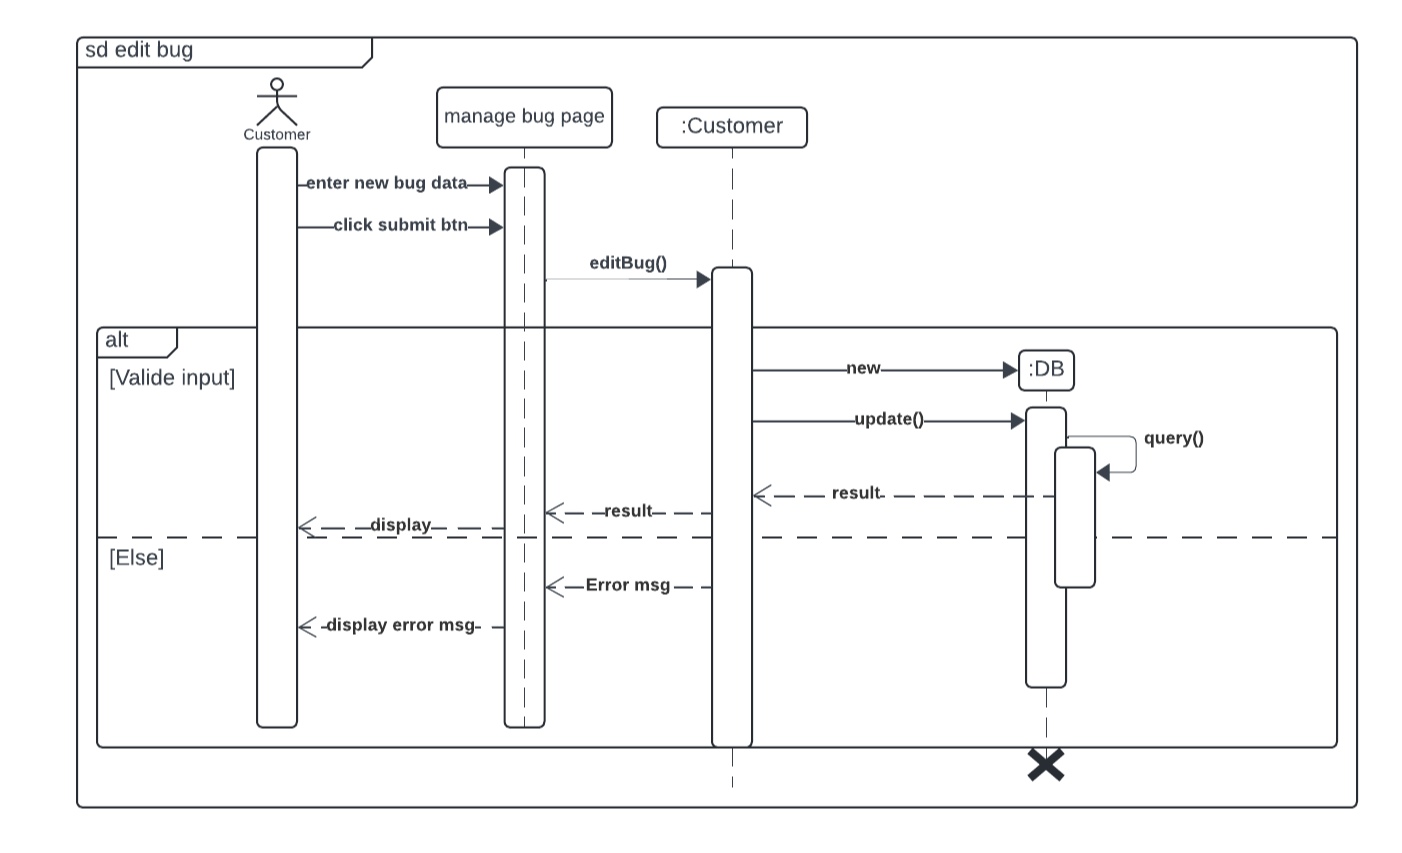 sd edit bug
Customer
manage bug page
:Customer
enter new bug data
click submit btn
editBug()
alt
[Valide input]
new
:DB
update()
query()
result
result
display
[Else]
Error msg
display error msg